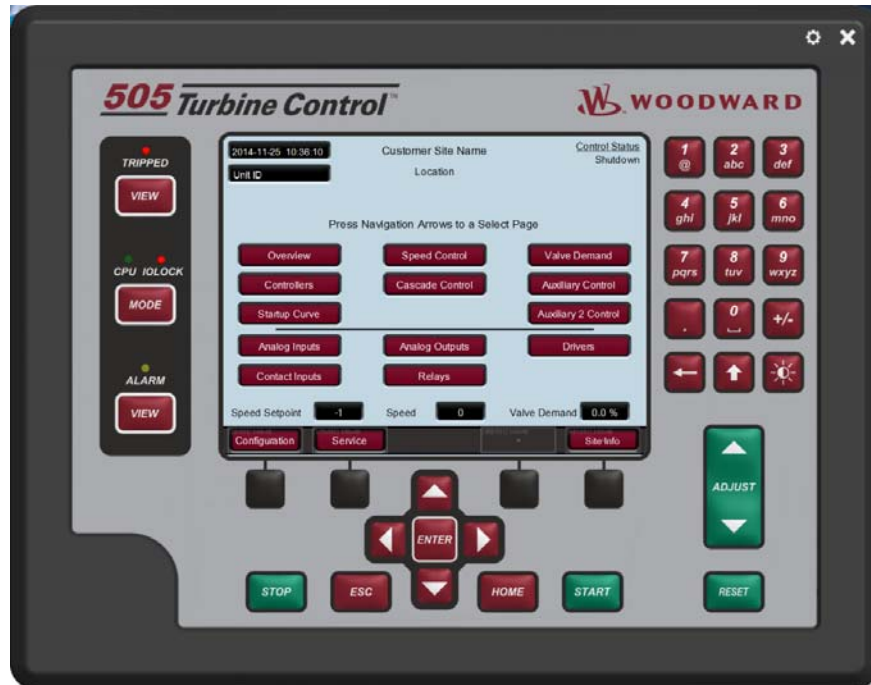 505 Turbine Control™
WOODWARD
TRIPPED
VIEW
CPU IOLOCK
MODE
ALARM
VIEW
2014-11-25 10:36:10
Customer Site Name
Control Status
Unit ID
Location
Shutdown
Press Navigation Arrows to a Select Page
Overview
Speed Control
Valve Demand
Controllers
Cascade Control
Auxiliary Control
Startup Curve
Auxiliary 2 Control
Analog Inputs
Analog Outputs
Drivers
Contact Inputs
Relays
Speed Setpoint -1
Speed 0
Valve Demand 0.0 %
Configuration
Service
Site Info
1 @
2 abc
3 def
4 ghi
5 jkl
6 mno
7 pqrs
8 tuv
9 wxyz
.
0
+/-
ADJUST
ENTER
STOP
ESC
HOME
START
RESET